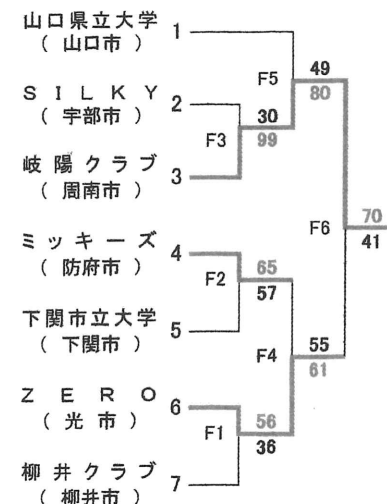 山口県立大学 1
（ 山口市 ）
F5 49
80
ＳＩＬＫＹ 2
（ 宇部市 ）
F3 30
99
岐陽クラブ 3
（ 周南市 ）
F6 70
41
ミッキーズ 4
（ 防府市 ）
F2 65
57
下関市立大学 5
（ 下関市 ）
F4 55
61
ＺＥＲＯ 6
（ 光市 ）
F1 56
36
柳井クラブ 7
（ 柳井市 ）